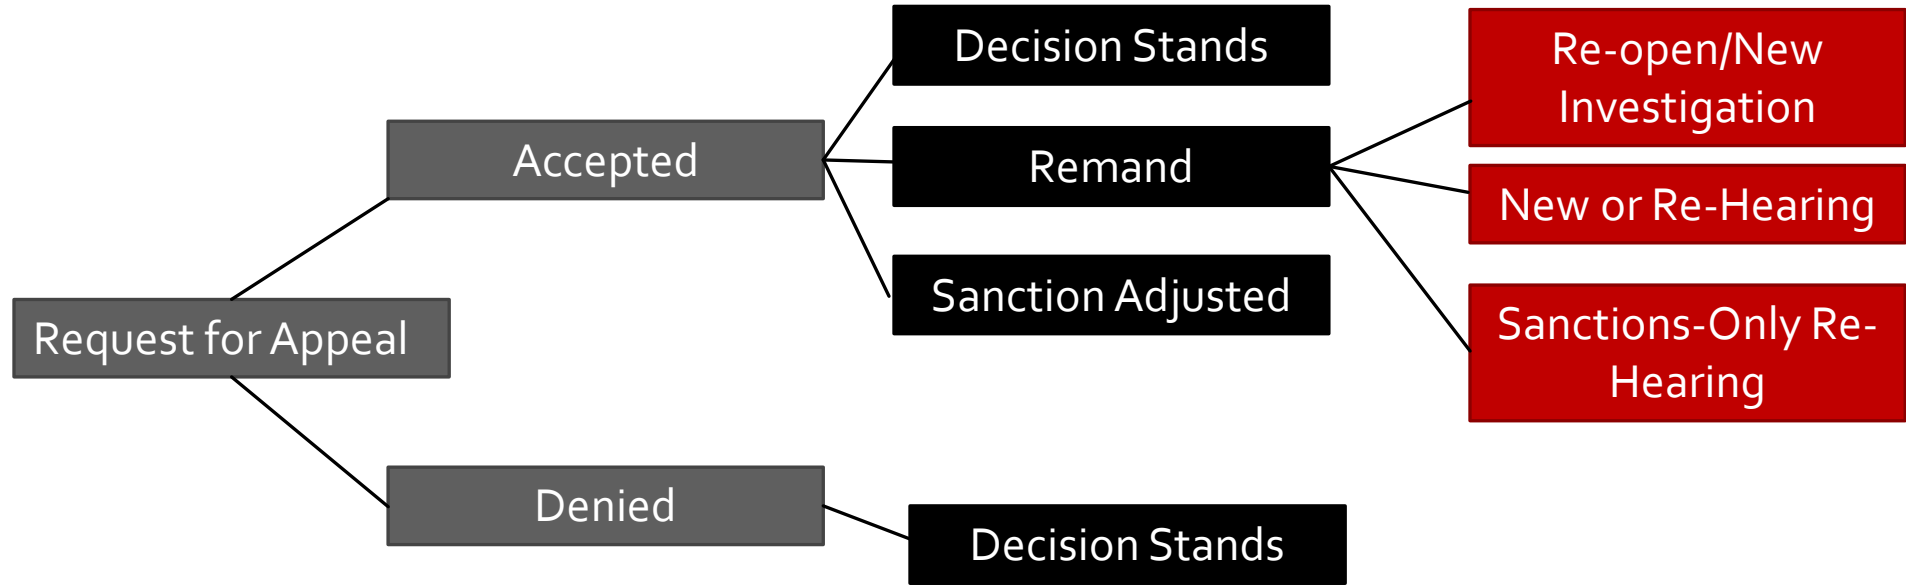 Request for Appeal
Accepted
Denied
Decision Stands
Remand
Sanction Adjusted
Decision Stands
Re-open/New
Investigation
New or Re-Hearing
Sanctions-Only Re-
Hearing